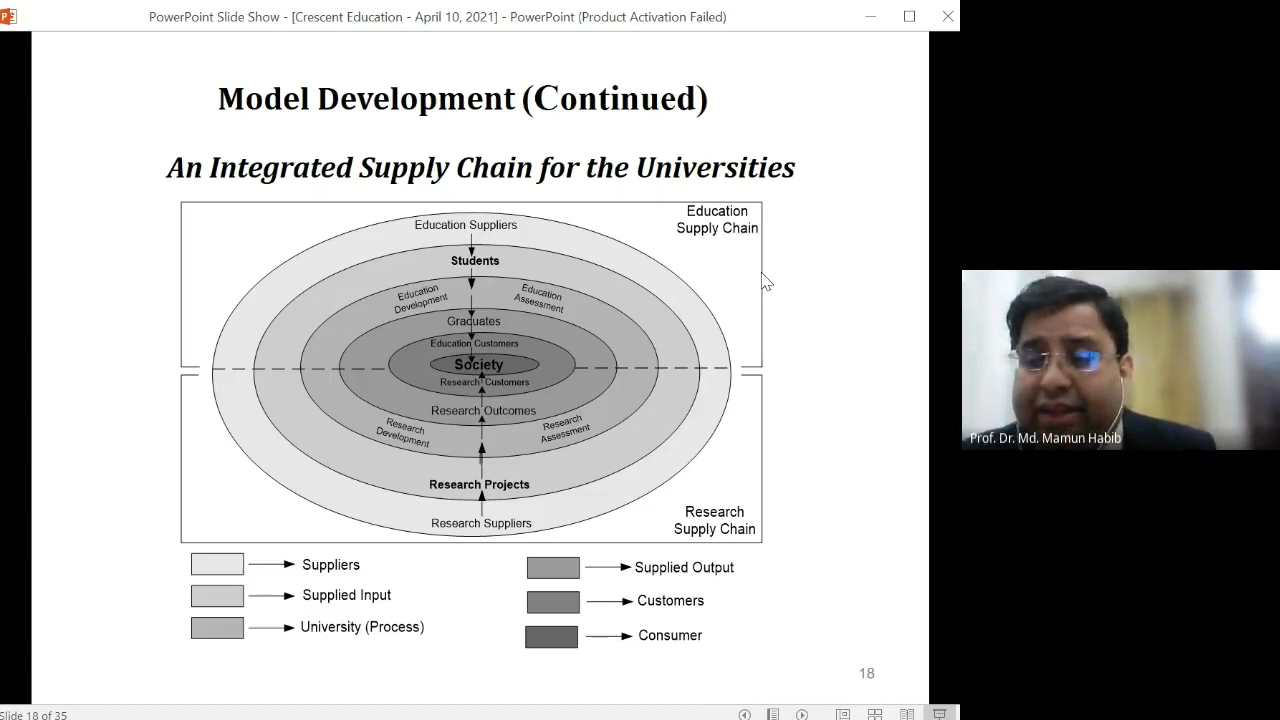 PowerPoint Slide Show - [Crescent Education - April 10, 2021] - PowerPoint (Product Activation Failed)
Model Development (Continued)
An Integrated Supply Chain for the Universities
Education
Supply Chain
Education Suppliers
Students
Education
Development
Education
Assessment
Graduates
Education Customers
Society
Research Customers
Research Outcomes
Research
Development
Research
Assessment
Research Projects
Research Suppliers
Research
Supply Chain
Suppliers
Supplied Input
University (Process)
Supplied Output
Customers
Consumer
18
Slide 18 of 35
Prof. Dr. Md. Mamun Habib